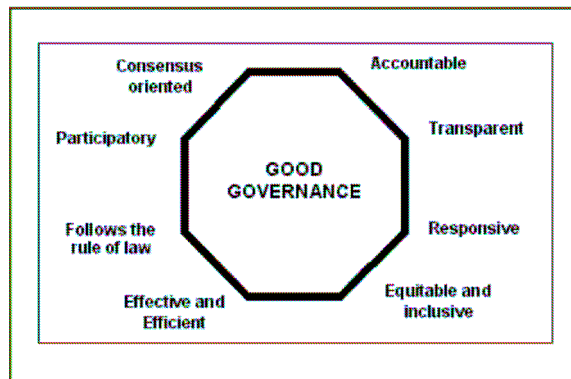 Consensus
oriented
Accountable
Participatory
Transparent
GOOD
GOVERNANCE
Follows the
rule of law
Responsive
Effective and
Efficient
Equitable and
inclusive